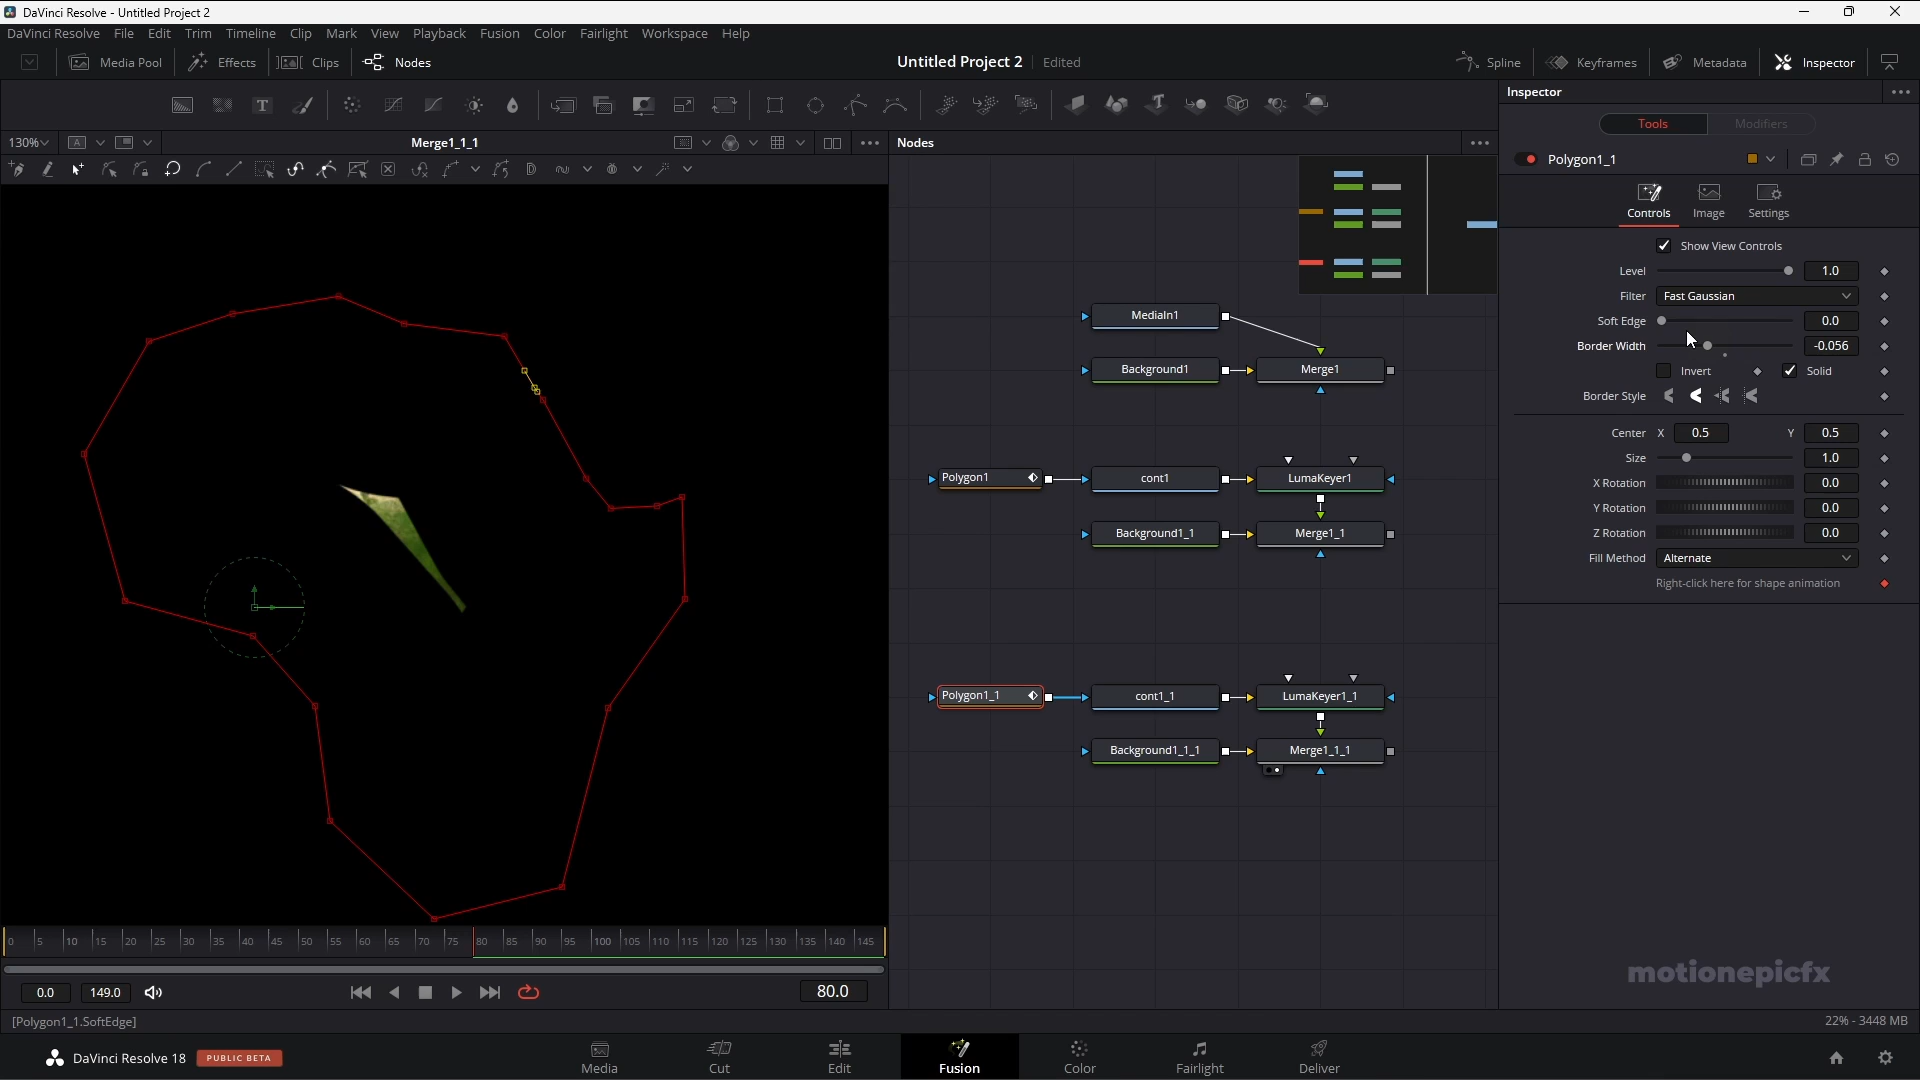 DaVinci Resolve - Untitled Project 2
DaVinci Resolve File Edit Trim Timeline Clip Mark View Playback Fusion Color Fairlight Workspace Help
Media Pool Effects Clips Nodes Untitled Project 2 Edited Spline Keyframes Metadata Inspector
Inspector
Tools Modifiers
130% A Merge1_1_1 Nodes
Polygon1_1
Controls Image Settings
Show View Controls
Level 1.0
Filter Fast Gaussian
Soft Edge 0.0
Border Width -0.056
Invert Solid
Border Style
Center X 0.5 Y 0.5
Size 1.0
X Rotation 0.0
Y Rotation 0.0
Z Rotation 0.0
Fill Method Alternate
Right-click here for shape animation
MediaIn1
Background1 Merge1
Polygon1 cont1 LumaKeyer1
Background1_1 Merge1_1
Polygon1_1 cont1_1 LumaKeyer1_1
Background1_1_1 Merge1_1_1
0 5 10 15 20 25 30 35 40 45 50 55 60 65 70 75 80 85 90 95 100 105 110 115 120 125 130 135 140 145
motionepicfx
0.0 149.0 80.0
[Polygon1_1.SoftEdge] 22% - 3448 MB
DaVinci Resolve 18 PUBLIC BETA Media Cut Edit Fusion Color Fairlight Deliver